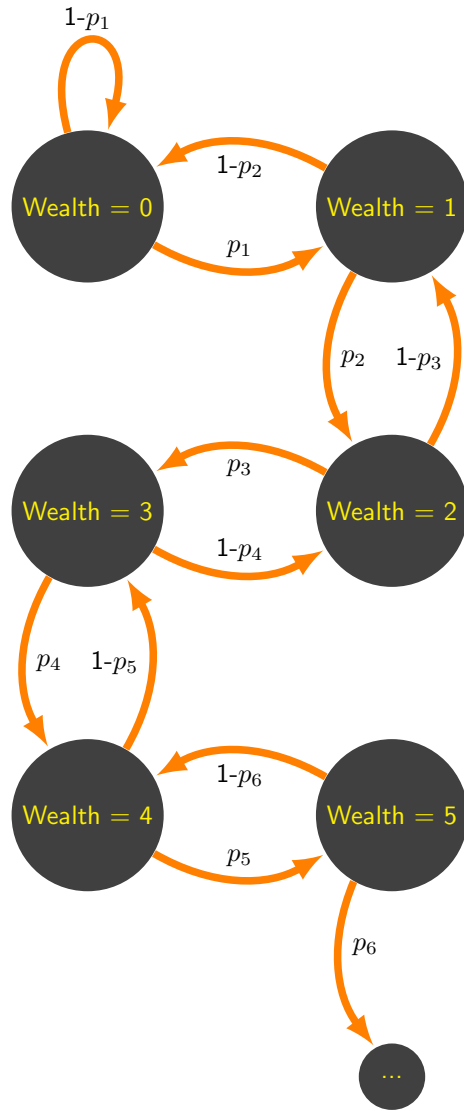 1-p₁
Wealth = 0
1-p₂
Wealth = 1
p₁
p₂
1-p₃
Wealth = 3
p₃
Wealth = 2
1-p₄
p₄
1-p₅
Wealth = 4
1-p₆
Wealth = 5
p₅
p₆
...